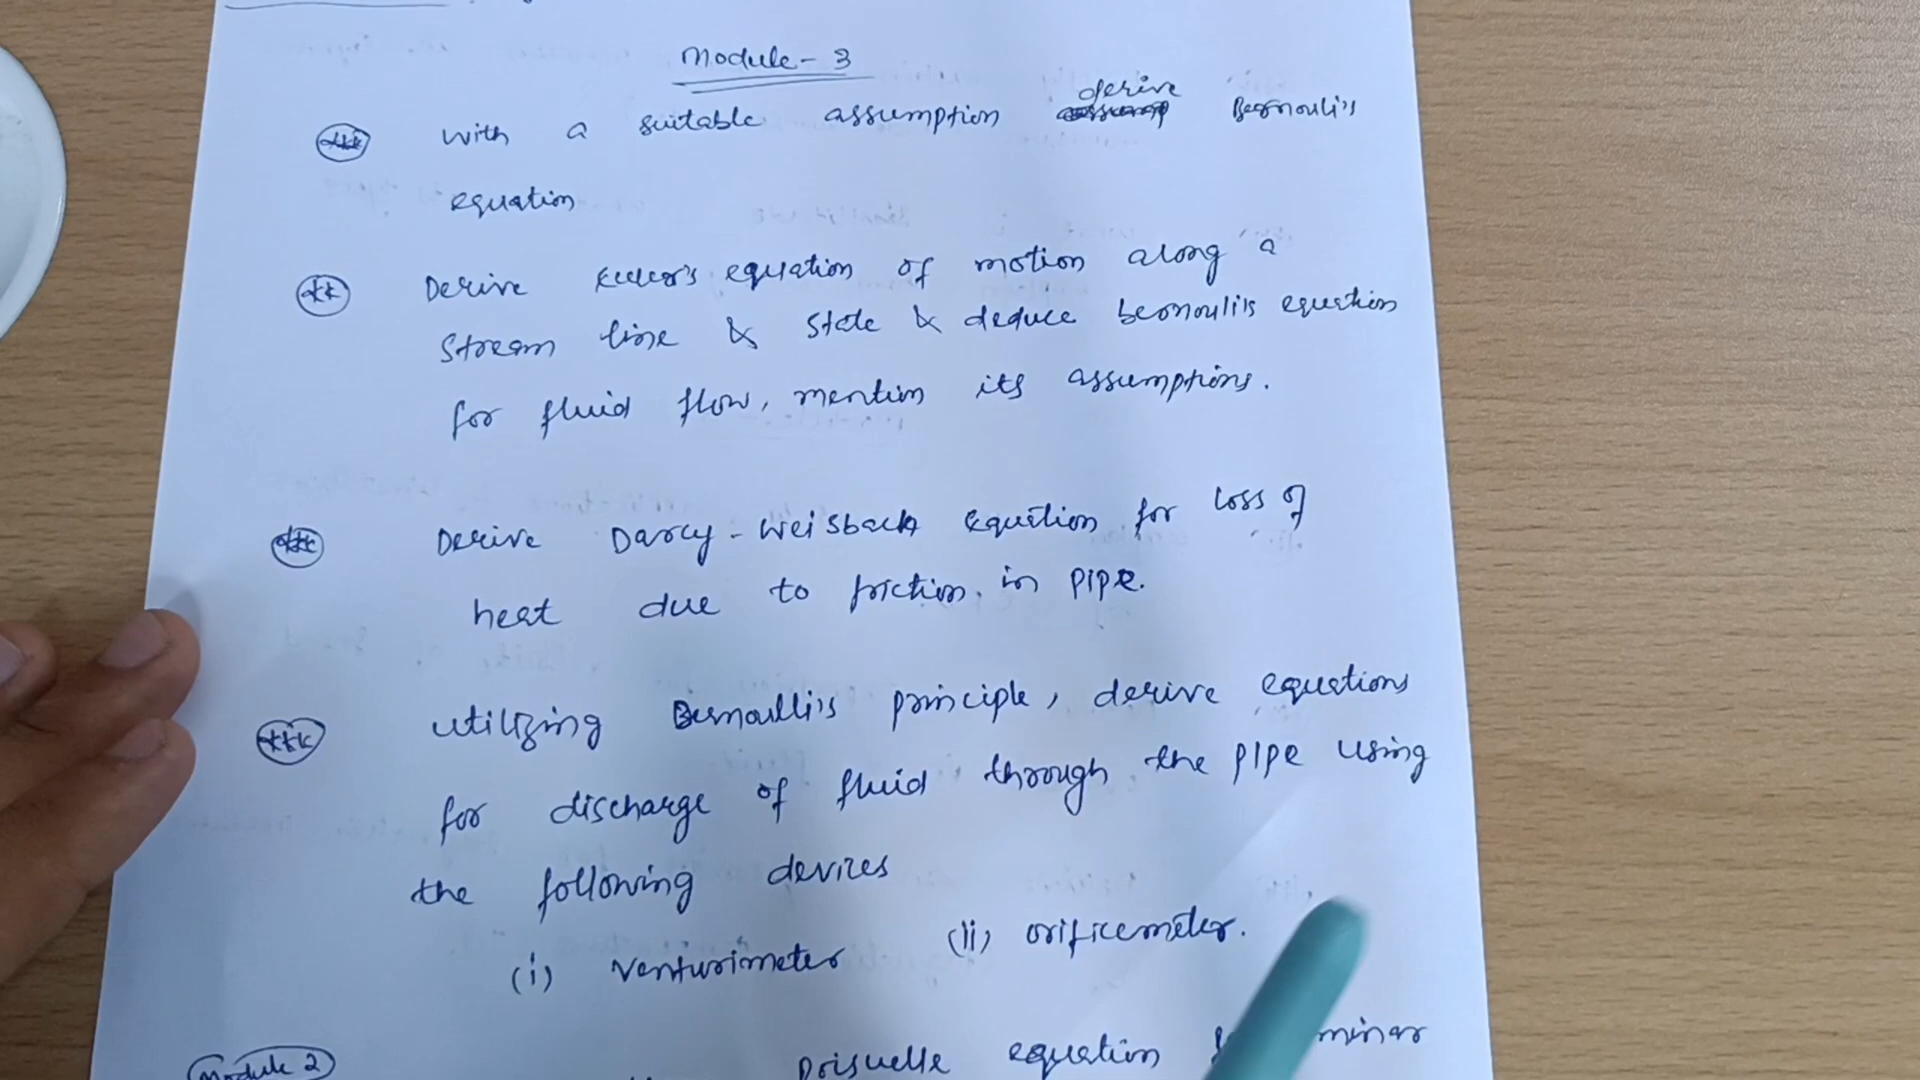 Module - 3
*** with a suitable assumption derive Bernouli's
equation
** Derive Euler's equation of motion along a
stream line & state & deduce bernouli's equation
for fluid flow, mention its assumptions.
*** Derive Darcy - Weisbach Equation for loss of
heat due to friction in pipe.
*** utilizing Bernoulli's principle, derive equations
for discharge of fluid through the pipe using
the following devices
(i) Venturimeter (ii) orificemeter.
Module 2 Poisuelle equation